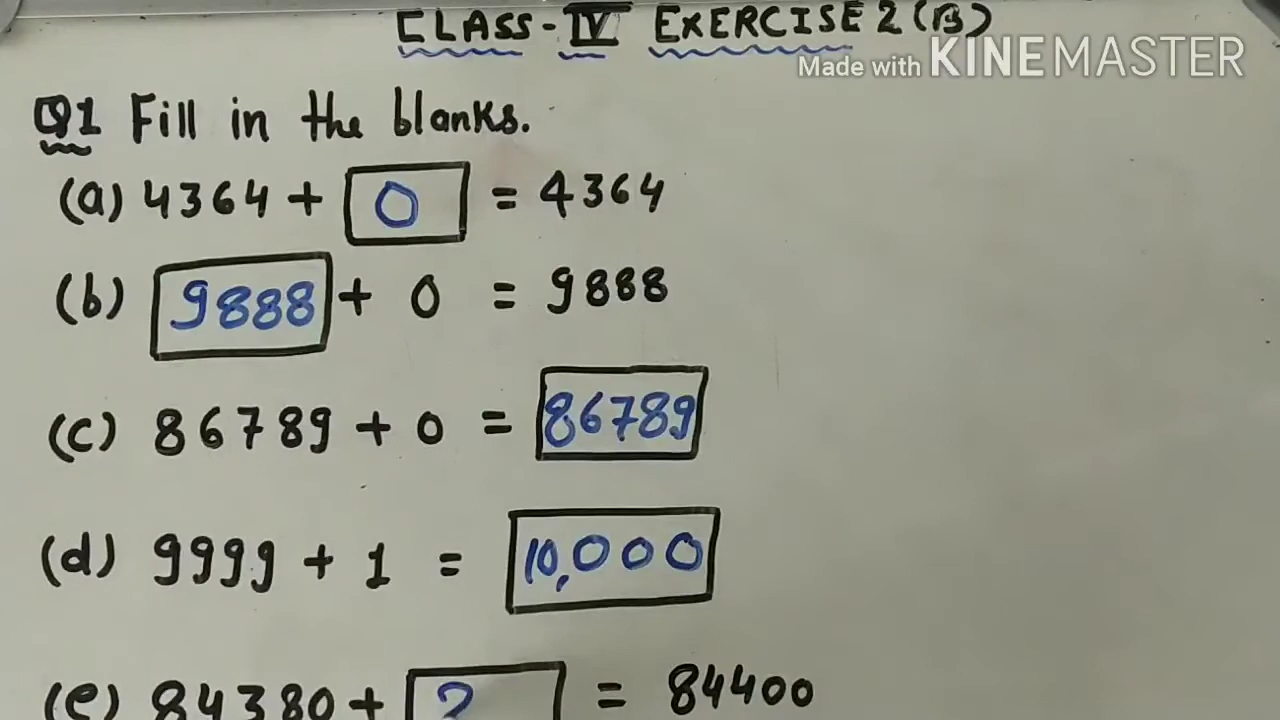 CLASS-IV EXERCISE 2(B)
Made with KINEMASTER
Q1 Fill in the blanks.
(a) 4364 + 0 = 4364
(b) 9888 + 0 = 9888
(c) 86789 + 0 = 86789
(d) 9999 + 1 = 10,000
(e) 84380 + 2 = 84400